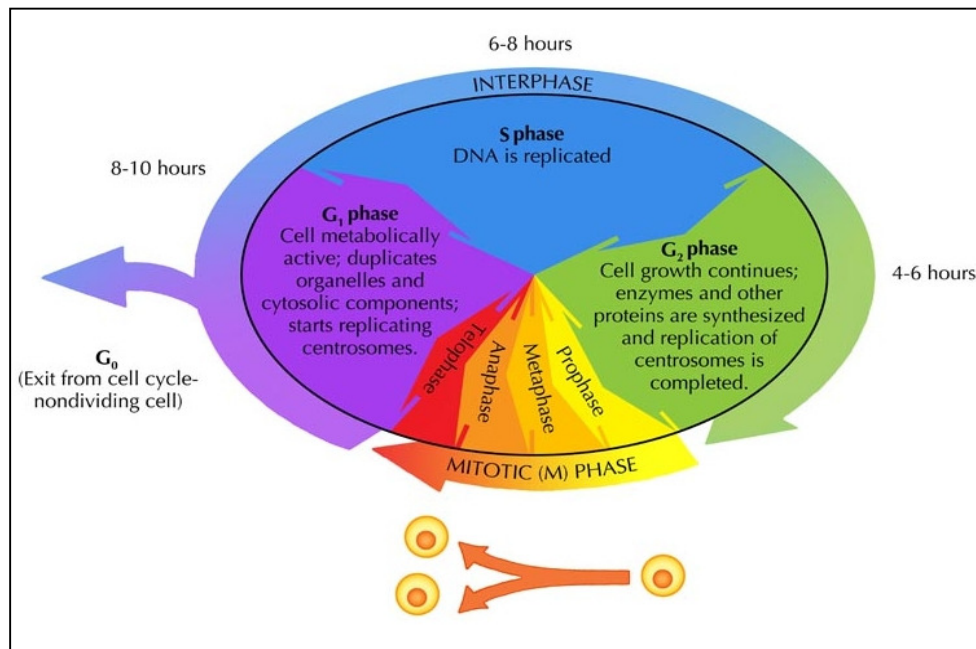 6-8 hours
INTERPHASE
S phase
DNA is replicated
8-10 hours
G₁ phase
Cell metabolically
active; duplicates
organelles and
cytosolic components;
starts replicating
centrosomes.
G₂ phase
Cell growth continues;
enzymes and other
proteins are synthesized
and replication of
centrosomes is
completed.
4-6 hours
G₀
(Exit from cell cycle-
nondividing cell)
Telophase
Anaphase
Metaphase
Prophase
MITOTIC (M) PHASE